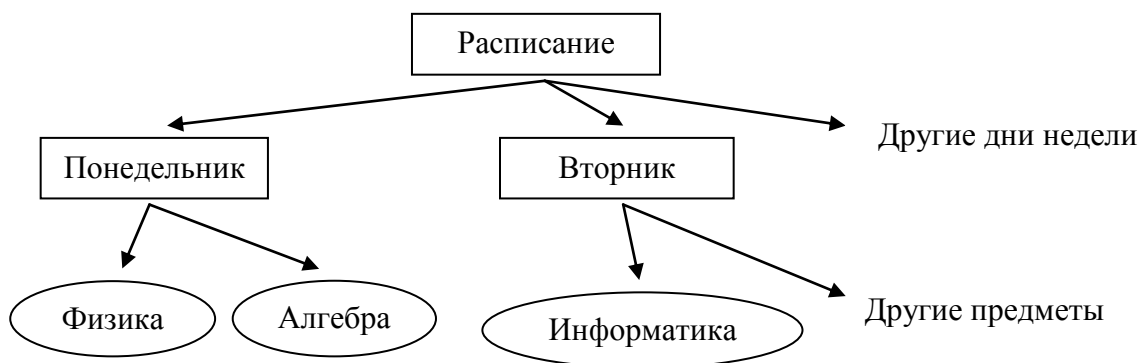 Расписание
Другие дни недели
Понедельник
Вторник
Физика
Алгебра
Информатика
Другие предметы